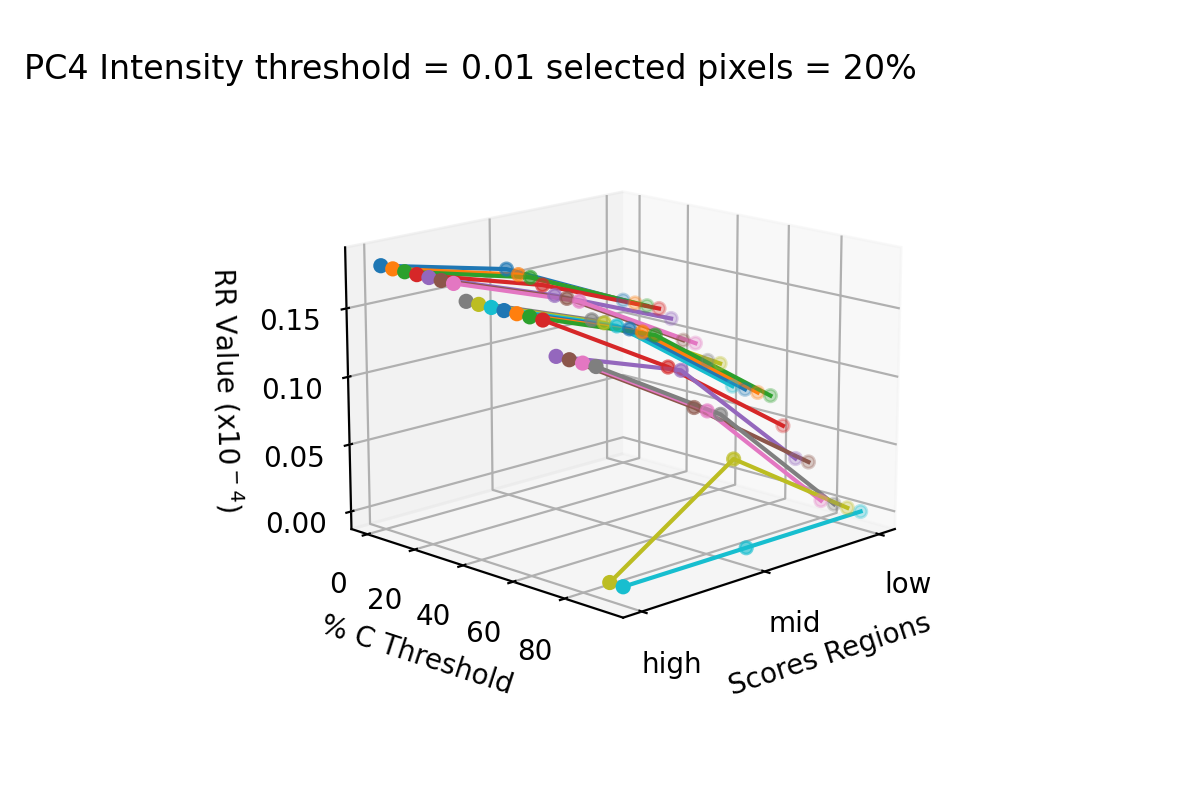 PC4 Intensity threshold = 0.01 selected pixels = 20%
RR Value (x10⁻⁴)
0.15
0.10
0.05
0.00
0
20
40
60
80
% C Threshold
low
mid
high
Scores Regions